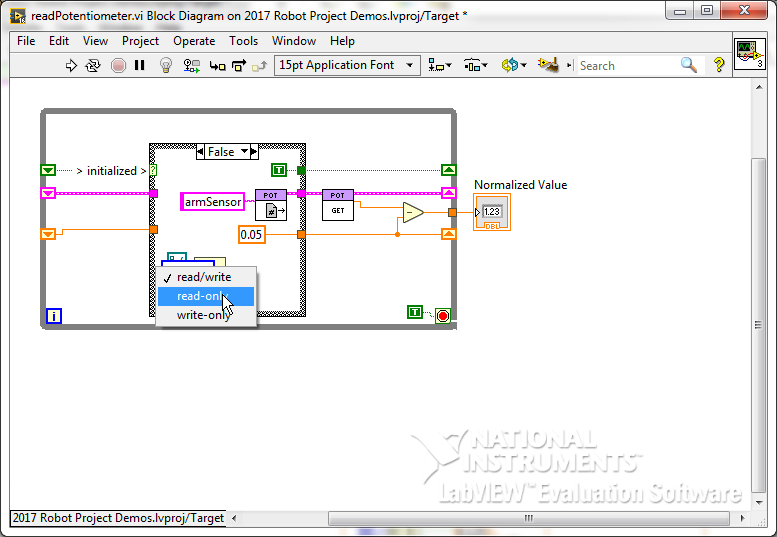 readPotentiometer.vi Block Diagram on 2017 Robot Project Demos.lvproj/Target *
File Edit View Project Operate Tools Window Help
15pt Application Font
Search
?
3
False
> initialized >
?
T
armSensor
POT
#
POT
GET
Normalized Value
1.23
DBL
0.05
read/write
read-only
write-only
i
T
NATIONAL
INSTRUMENTS™
LabVIEW™ Evaluation Software
2017 Robot Project Demos.lvproj/Target